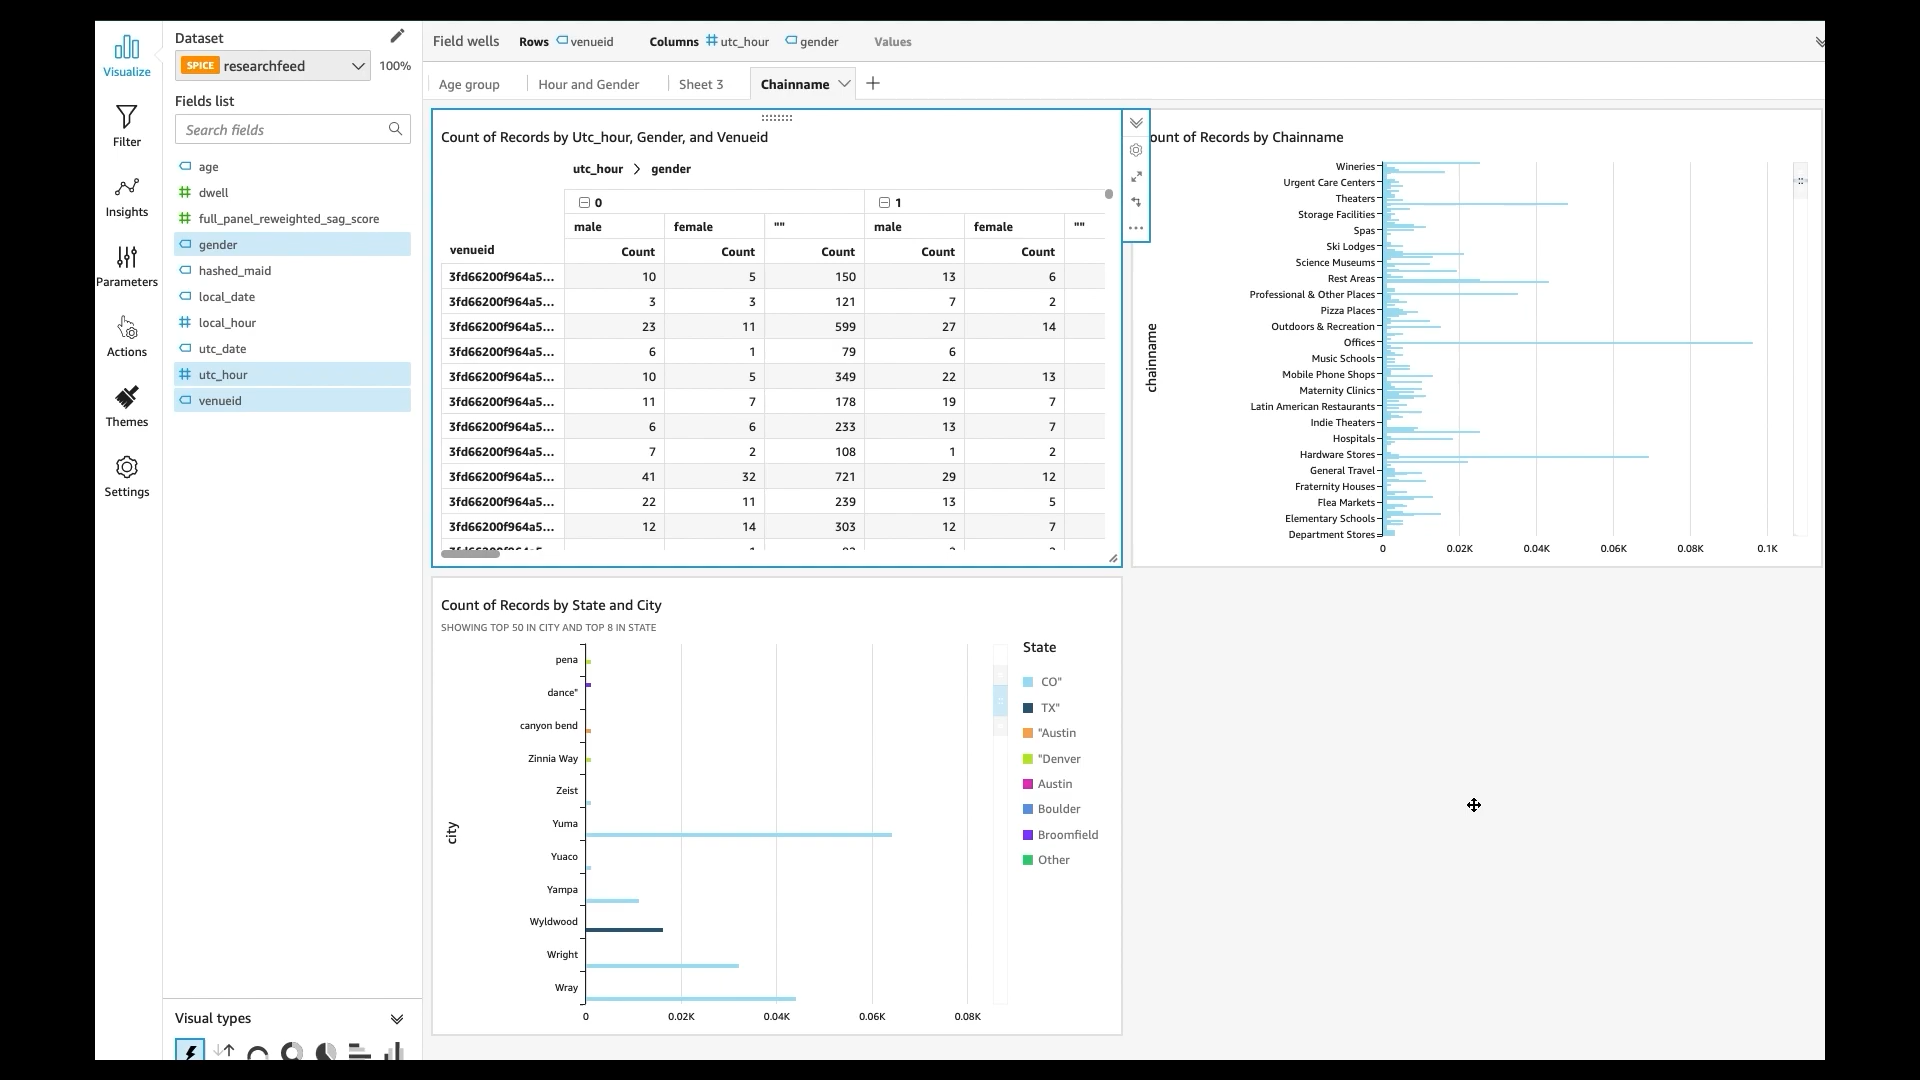 Visualize
Filter
Insights
Parameters
Actions
Themes
Settings
Dataset
SPICE researchfeed 100%
Fields list
Search fields
age
dwell
full_panel_reweighted_sag_score
gender
hashed_maid
local_date
local_hour
utc_date
utc_hour
venueid
Visual types
Field wells Rows venueid Columns utc_hour gender Values
Age group Hour and Gender Sheet 3 Chainname
Count of Records by Utc_hour, Gender, and Venueid
utc_hour > gender
0 1
male female "" male female ""
venueid Count Count Count Count Count
3fd66200f964a5... 10 5 150 13 6
3fd66200f964a5... 3 3 121 7 2
3fd66200f964a5... 23 11 599 27 14
3fd66200f964a5... 6 1 79 6
3fd66200f964a5... 10 5 349 22 13
3fd66200f964a5... 11 7 178 19 7
3fd66200f964a5... 6 6 233 13 7
3fd66200f964a5... 7 2 108 1 2
3fd66200f964a5... 41 32 721 29 12
3fd66200f964a5... 22 11 239 13 5
3fd66200f964a5... 12 14 303 12 7
ount of Records by Chainname
chainname
Wineries
Urgent Care Centers
Theaters
Storage Facilities
Spas
Ski Lodges
Science Museums
Rest Areas
Professional & Other Places
Pizza Places
Outdoors & Recreation
Offices
Music Schools
Mobile Phone Shops
Maternity Clinics
Latin American Restaurants
Indie Theaters
Hospitals
Hardware Stores
General Travel
Fraternity Houses
Flea Markets
Elementary Schools
Department Stores
0 0.02K 0.04K 0.06K 0.08K 0.1K
Count of Records by State and City
SHOWING TOP 50 IN CITY AND TOP 8 IN STATE
city
pena
dance"
canyon bend
Zinnia Way
Zeist
Yuma
Yuaco
Yampa
Wyldwood
Wright
Wray
0 0.02K 0.04K 0.06K 0.08K
State
CO"
TX"
"Austin
"Denver
Austin
Boulder
Broomfield
Other